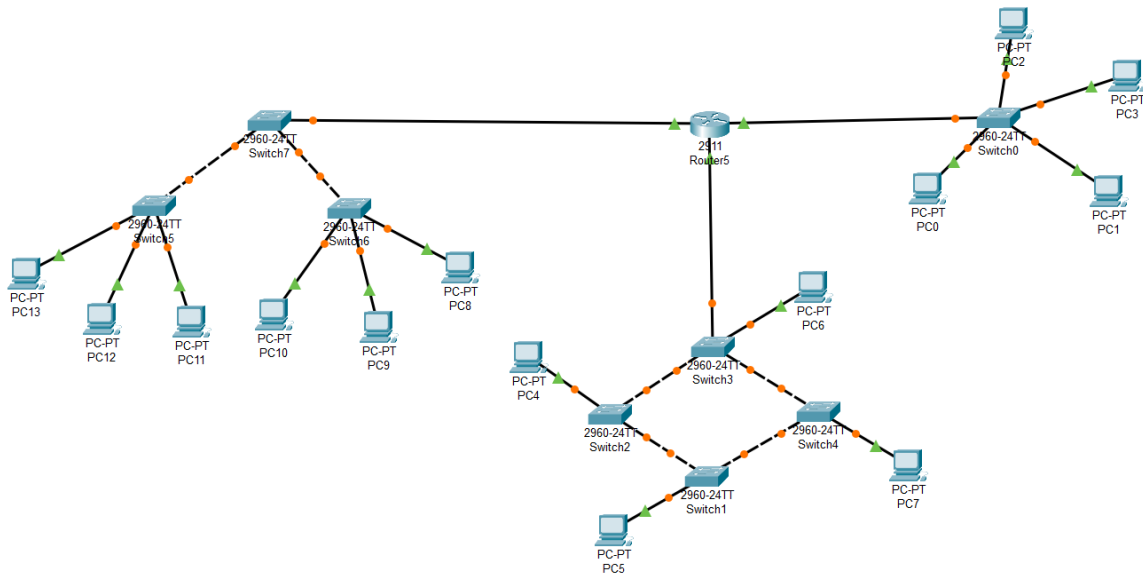 PC-PT
PC2
PC-PT
PC3
2960-24TT
Switch0
PC-PT
PC0
PC-PT
PC1
2911
Router5
2960-24TT
Switch7
2960-24TT
Switch5
2960-24TT
Switch6
PC-PT
PC13
PC-PT
PC12
PC-PT
PC11
PC-PT
PC10
PC-PT
PC9
PC-PT
PC8
PC-PT
PC6
2960-24TT
Switch3
PC-PT
PC4
2960-24TT
Switch2
2960-24TT
Switch4
2960-24TT
Switch1
PC-PT
PC7
PC-PT
PC5